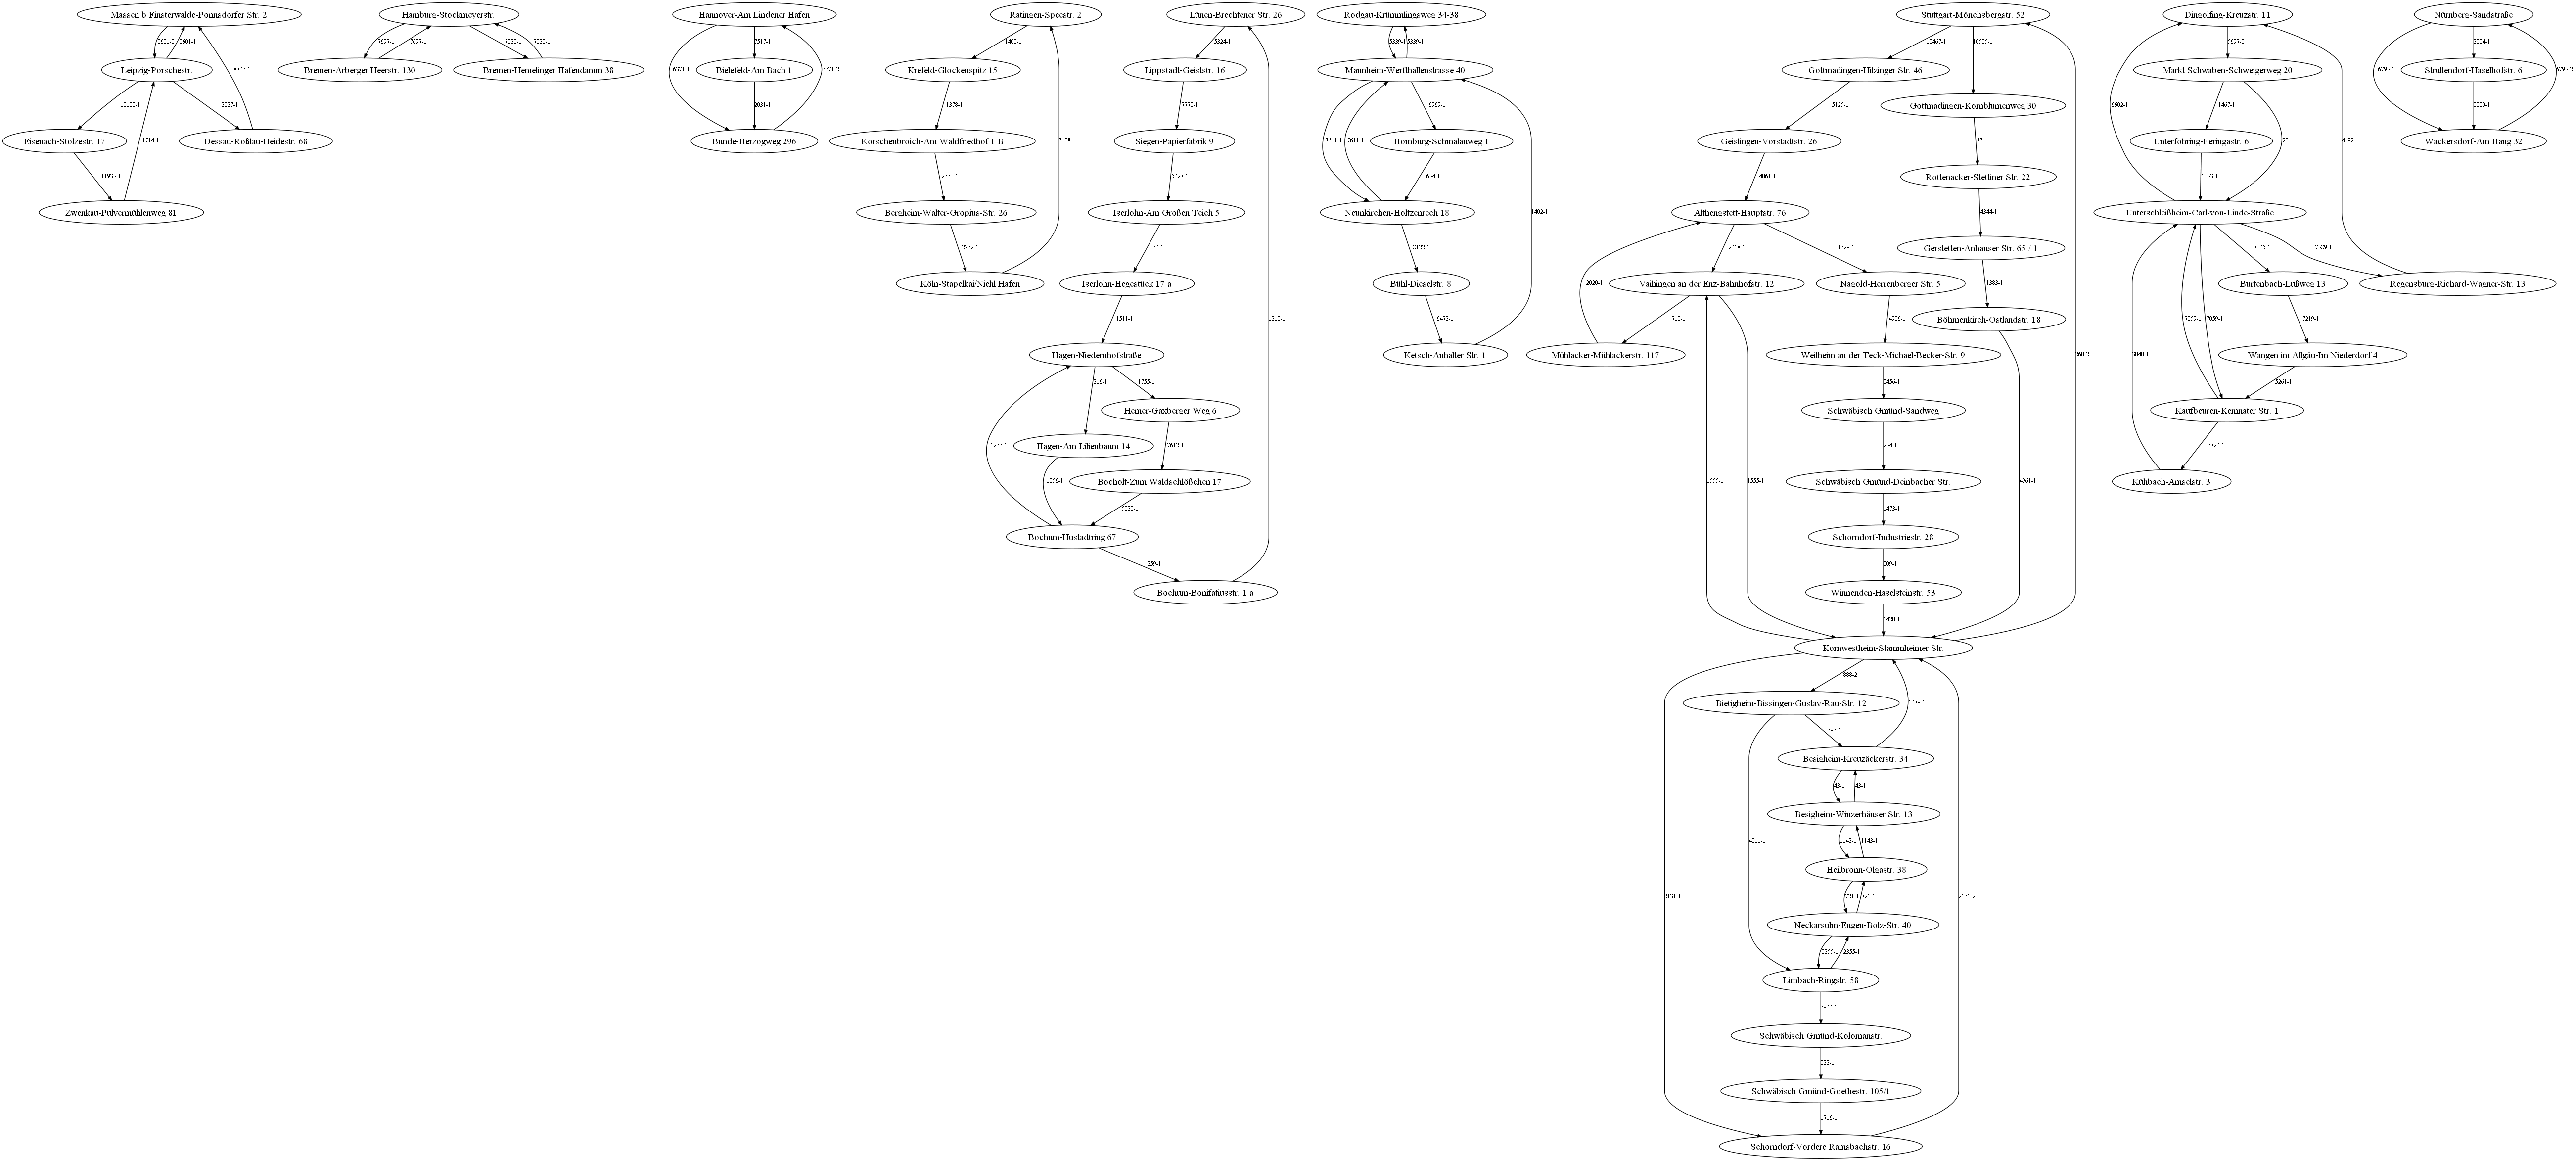 Massen b Finsterwalde-Ponnsdorfer Str. 2
8601-2
8601-1
Leipzig-Porschestr.
8746-1
12180-1
3837-1
Eisenach-Stolzestr. 17
1714-1
Dessau-Roßlau-Heidestr. 68
11935-1
Zwenkau-Pulvermühlenweg 81
Hamburg-Stockmeyerstr.
7697-1
7697-1
7832-1
7832-1
Bremen-Arberger Heerstr. 130
Bremen-Hemelinger Hafendamm 38
Hannover-Am Lindener Hafen
7517-1
6371-1
Bielefeld-Am Bach 1
6371-2
2031-1
Bünde-Herzogweg 296
Ratingen-Speestr. 2
1408-1
Krefeld-Glockenspitz 15
1378-1
Korschenbroich-Am Waldfriedhof 1 B
3408-1
2330-1
Bergheim-Walter-Gropius-Str. 26
2232-1
Köln-Stapelkai/Niehl Hafen
Lünen-Brechtener Str. 26
5324-1
Lippstadt-Geiststr. 16
7770-1
Siegen-Papierfabrik 9
5427-1
Iserlohn-Am Großen Teich 5
64-1
Iserlohn-Hegestück 17 a
1310-1
1511-1
Hagen-Niedernhofstraße
316-1
1755-1
Hemer-Gaxberger Weg 6
1263-1
Hagen-Am Lilienbaum 14
7612-1
1256-1
Bocholt-Zum Waldschlößchen 17
5030-1
Bochum-Hustadtring 67
359-1
Bochum-Bonifatiusstr. 1 a
Rodgau-Krümmlingsweg 34-38
5339-1
5339-1
Mannheim-Werfthallenstrasse 40
6969-1
7611-1
7611-1
Homburg-Schmalauweg 1
654-1
Neunkirchen-Holtzenrech 18
1402-1
8122-1
Bühl-Dieselstr. 8
6473-1
Ketsch-Anhalter Str. 1
Stuttgart-Mönchsbergstr. 52
10467-1
10505-1
Gottmadingen-Hilzinger Str. 46
5125-1
Gottmadingen-Kornblumenweg 30
Geislingen-Vorstadtstr. 26
7341-1
4061-1
Rottenacker-Stettiner Str. 22
Althengstett-Hauptstr. 76
4344-1
2418-1
1629-1
Gerstetten-Anhauser Str. 65 / 1
2020-1
Vaihingen an der Enz-Bahnhofstr. 12
Nagold-Herrenberger Str. 5
1383-1
718-1
4926-1
Böhmenkirch-Ostlandstr. 18
Mühlacker-Mühlackerstr. 117
Weilheim an der Teck-Michael-Becker-Str. 9
260-2
2456-1
Schwäbisch Gmünd-Sandweg
254-1
1555-1
1555-1
Schwäbisch Gmünd-Deinbacher Str.
4961-1
1473-1
Schorndorf-Industriestr. 28
809-1
Winnenden-Haselsteinstr. 53
1420-1
Kornwestheim-Stammheimer Str.
888-2
Bietigheim-Bissingen-Gustav-Rau-Str. 12
1479-1
693-1
Besigheim-Kreuzäckerstr. 34
43-1
43-1
Besigheim-Winzerhäuser Str. 13
4811-1
1143-1
1143-1
Heilbronn-Olgastr. 38
2131-1
721-1
721-1
2131-2
Neckarsulm-Eugen-Bolz-Str. 40
2355-1
2355-1
Limbach-Ringstr. 58
Schwäbisch Gmünd-Kolomanstr.
233-1
Schwäbisch Gmünd-Goethestr. 105/1
1716-1
Schorndorf-Vordere Ramsbachstr. 16
Dingolfing-Kreuzstr. 11
5697-2
Markt Schwaben-Schweigerweg 20
6602-1
1467-1
2014-1
4192-1
Unterföhring-Feringastr. 6
1053-1
Unterschleißheim-Carl-von-Linde-Straße
7045-1
7589-1
Burtenbach-Lußweg 13
Regensburg-Richard-Wagner-Str. 13
7059-1
7059-1
7219-1
3040-1
Wangen im Allgäu-Im Niederdorf 4
5261-1
Kaufbeuren-Kemnater Str. 1
6724-1
Kühbach-Amselstr. 3
Nürnberg-Sandstraße
3824-1
6795-1
Strullendorf-Haselhofstr. 6
6795-2
8880-1
Wackersdorf-Am Hang 32